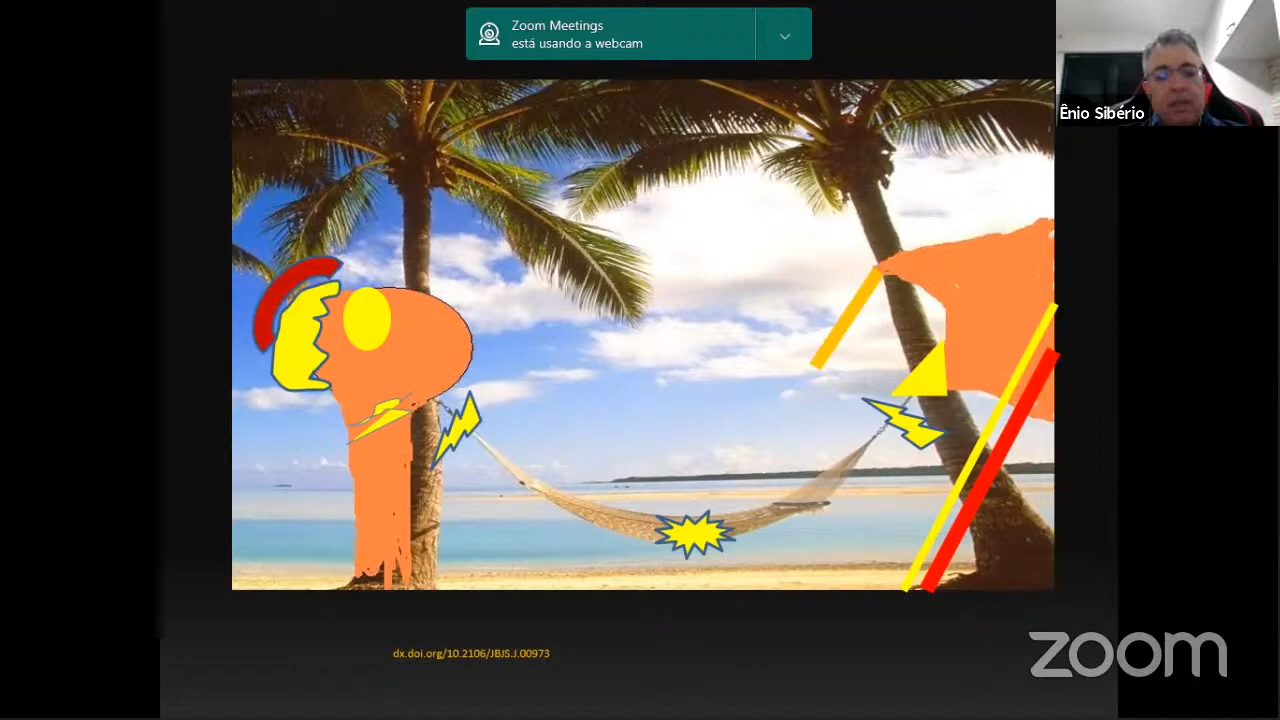 Zoom Meetings
está usando a webcam
Ênio Sibério
dx.doi.org/10.2106/JBJS.J.00973
zoom